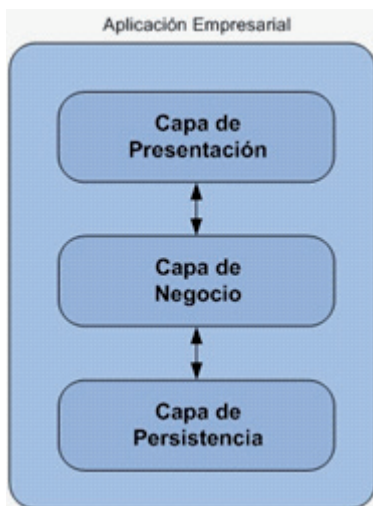 Aplicación Empresarial
Capa de
Presentación
Capa de
Negocio
Capa de
Persistencia